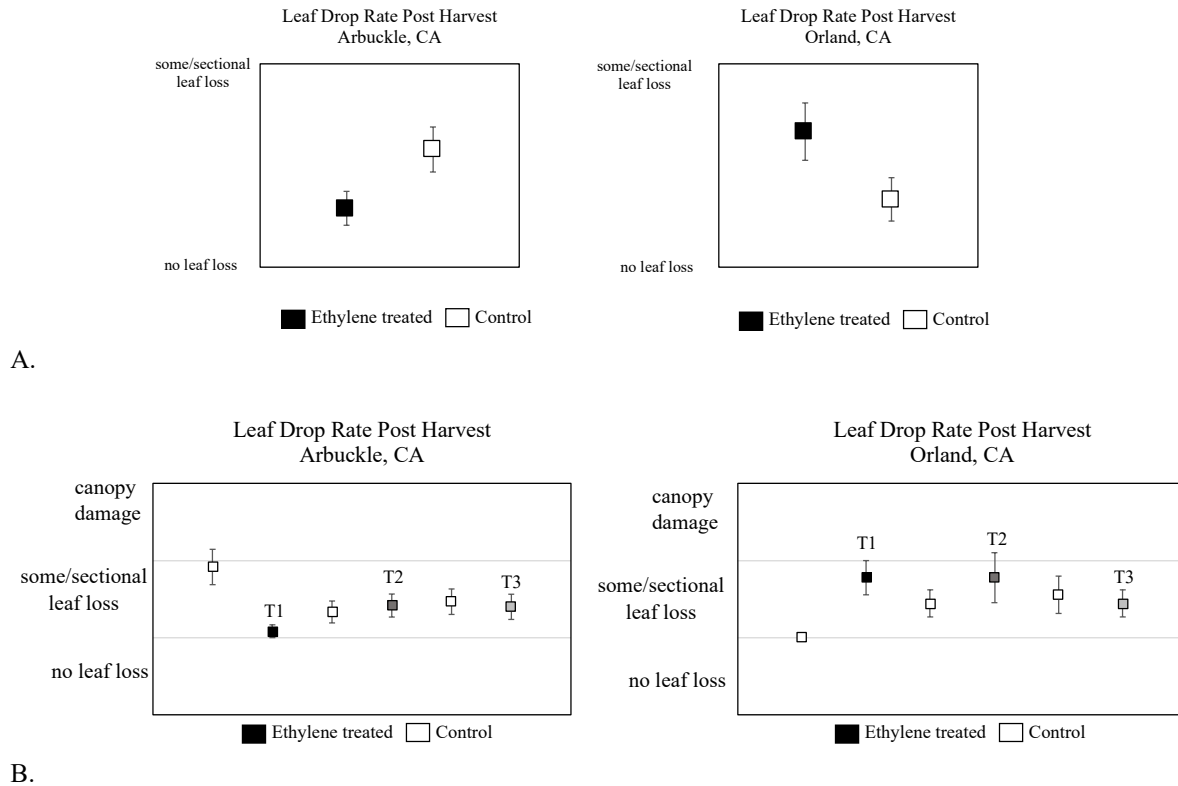 Leaf Drop Rate Post Harvest
Arbuckle, CA
some/sectional
leaf loss
no leaf loss
Ethylene treated
Control
Leaf Drop Rate Post Harvest
Orland, CA
some/sectional
leaf loss
no leaf loss
Ethylene treated
Control
A.
Leaf Drop Rate Post Harvest
Arbuckle, CA
canopy
damage
some/sectional
leaf loss
no leaf loss
T1
T2
T3
Ethylene treated
Control
Leaf Drop Rate Post Harvest
Orland, CA
canopy
damage
some/sectional
leaf loss
no leaf loss
T1
T2
T3
Ethylene treated
Control
B.